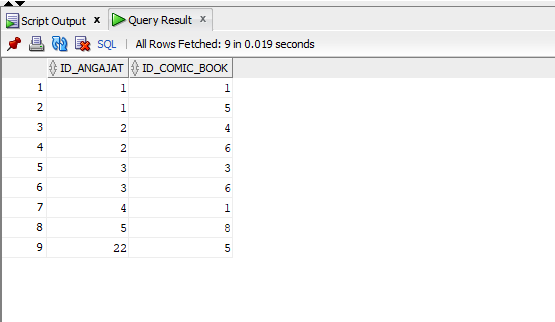 Script Output x Query Result x
SQL | All Rows Fetched: 9 in 0.019 seconds
ID_ANGAJAT ID_COMIC_BOOK
1 1 1
2 1 5
3 2 4
4 2 6
5 3 3
6 3 6
7 4 1
8 5 8
9 22 5